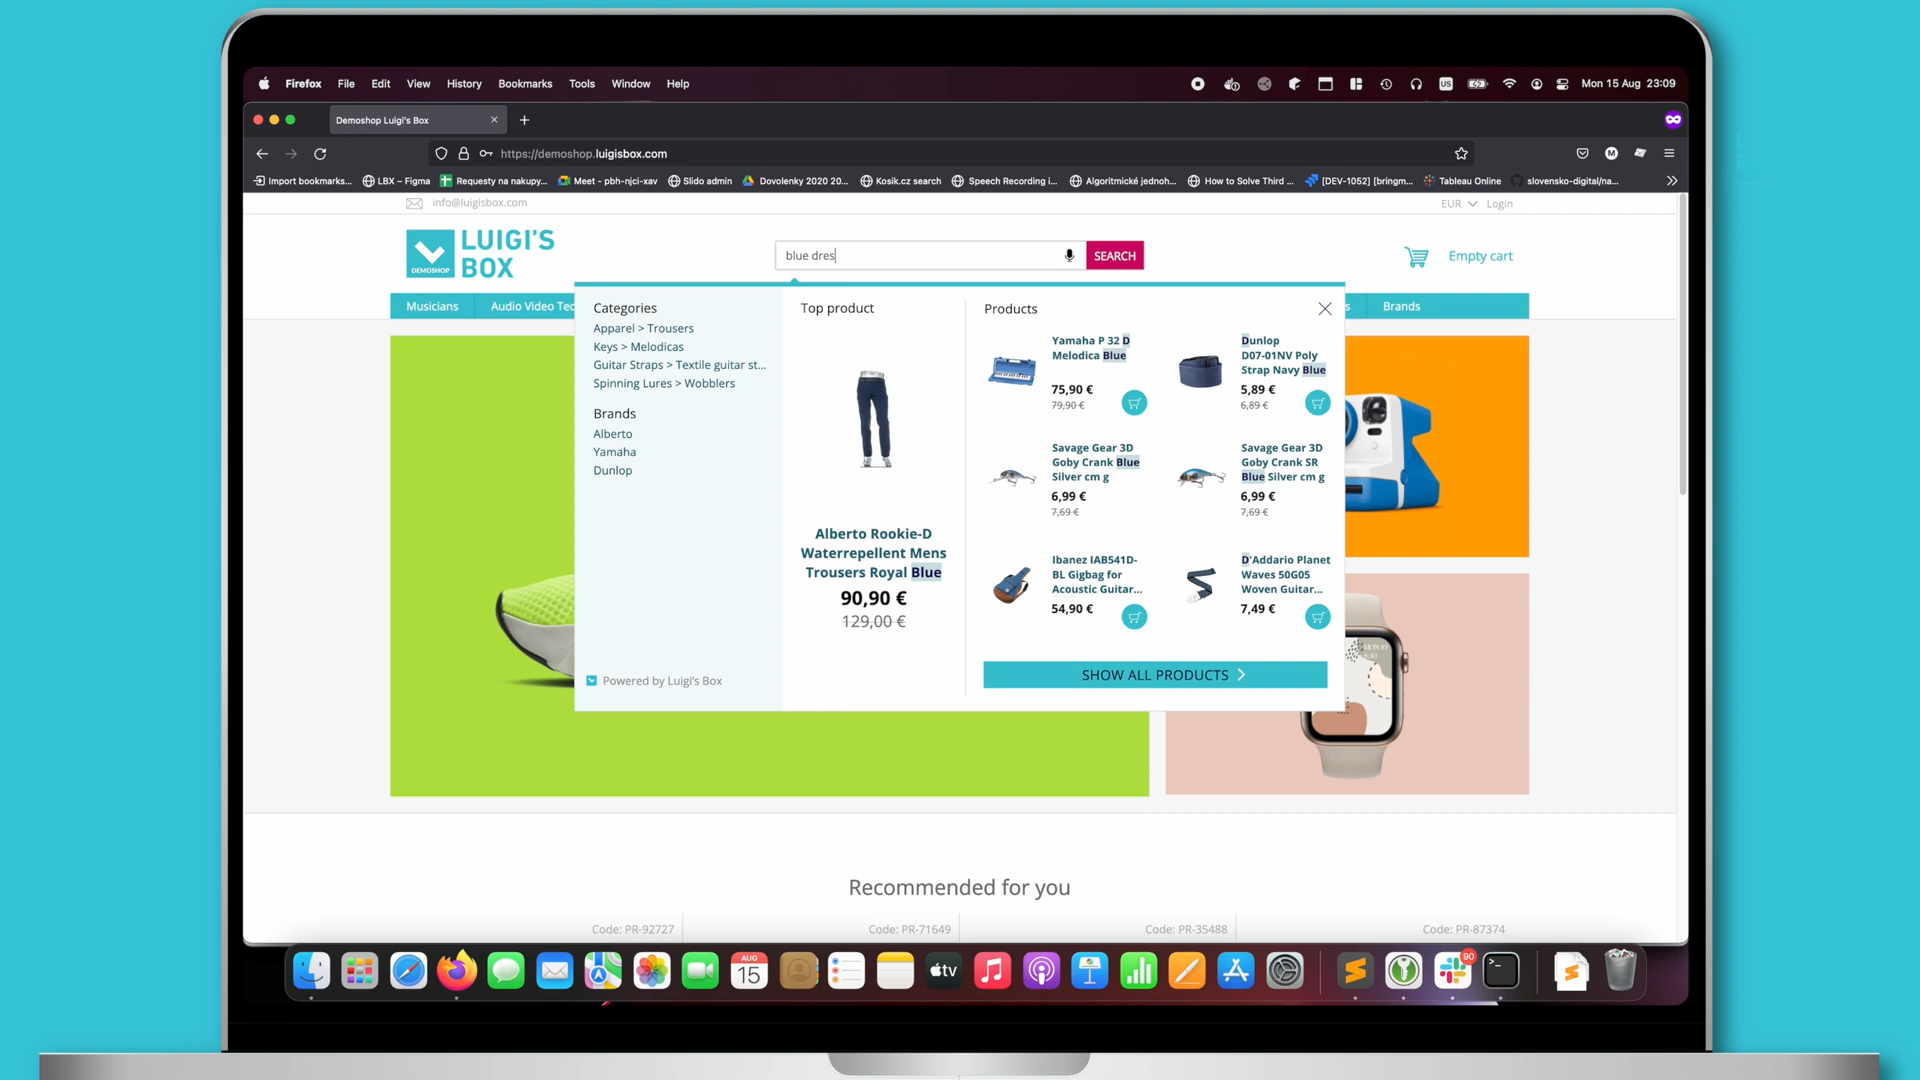 Firefox File Edit View History Bookmarks Tools Window Help
US
Mon 15 Aug 23:09
Demoshop Luigi's Box
https://demoshop.luigisbox.com
M
Import bookmarks... LBX – Figma Requesty na nakupy... Meet - pbh-njci-xav Slido admin Dovolenky 2020 20... Kosik.cz search Speech Recording i... Algoritmické jednoh... How to Solve Third ... [DEV-1052] [bringm... Tableau Online slovensko-digital/na...
info@luigisbox.com
EUR Login
LUIGI'S
BOX
DEMOSHOP
blue dres
SEARCH
Empty cart
Musicians Audio Video Tec
s Brands
Categories
Apparel > Trousers
Keys > Melodicas
Guitar Straps > Textile guitar st...
Spinning Lures > Wobblers
Brands
Alberto
Yamaha
Dunlop
Powered by Luigi's Box
Top product
Alberto Rookie-D
Waterrepellent Mens
Trousers Royal Blue
90,90 €
129,00 €
Products
Yamaha P 32 D
Melodica Blue
75,90 €
79,90 €
Dunlop
D07-01NV Poly
Strap Navy Blue
5,89 €
6,89 €
Savage Gear 3D
Goby Crank Blue
Silver cm g
6,99 €
7,69 €
Savage Gear 3D
Goby Crank SR
Blue Silver cm g
6,99 €
7,69 €
Ibanez IAB541D-
BL Gigbag for
Acoustic Guitar...
54,90 €
D'Addario Planet
Waves 50G05
Woven Guitar...
7,49 €
SHOW ALL PRODUCTS
Recommended for you
Code: PR-92727
Code: PR-71649
Code: PR-35488
Code: PR-87374
AUG
15
tv
90